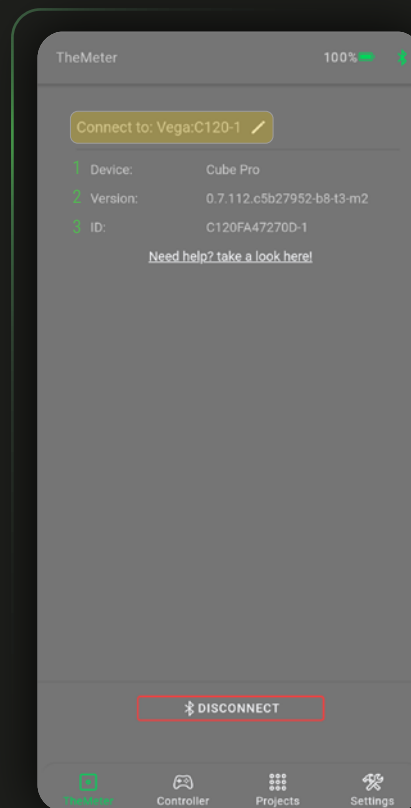 TheMeter 100%
Connect to: Vega:C120-1
1 Device: Cube Pro
2 Version: 0.7.112.c5b27952-b8-t3-m2
3 ID: C120FA47270D-1
Need help? take a look here!
DISCONNECT
TheMeter Controller Projects Settings